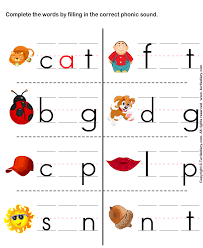 Complete the words by filling in the correct phonic sound.
c a t
f _ t
b _ g
d _ g
c _ p
l _ p
s _ n
n _ t